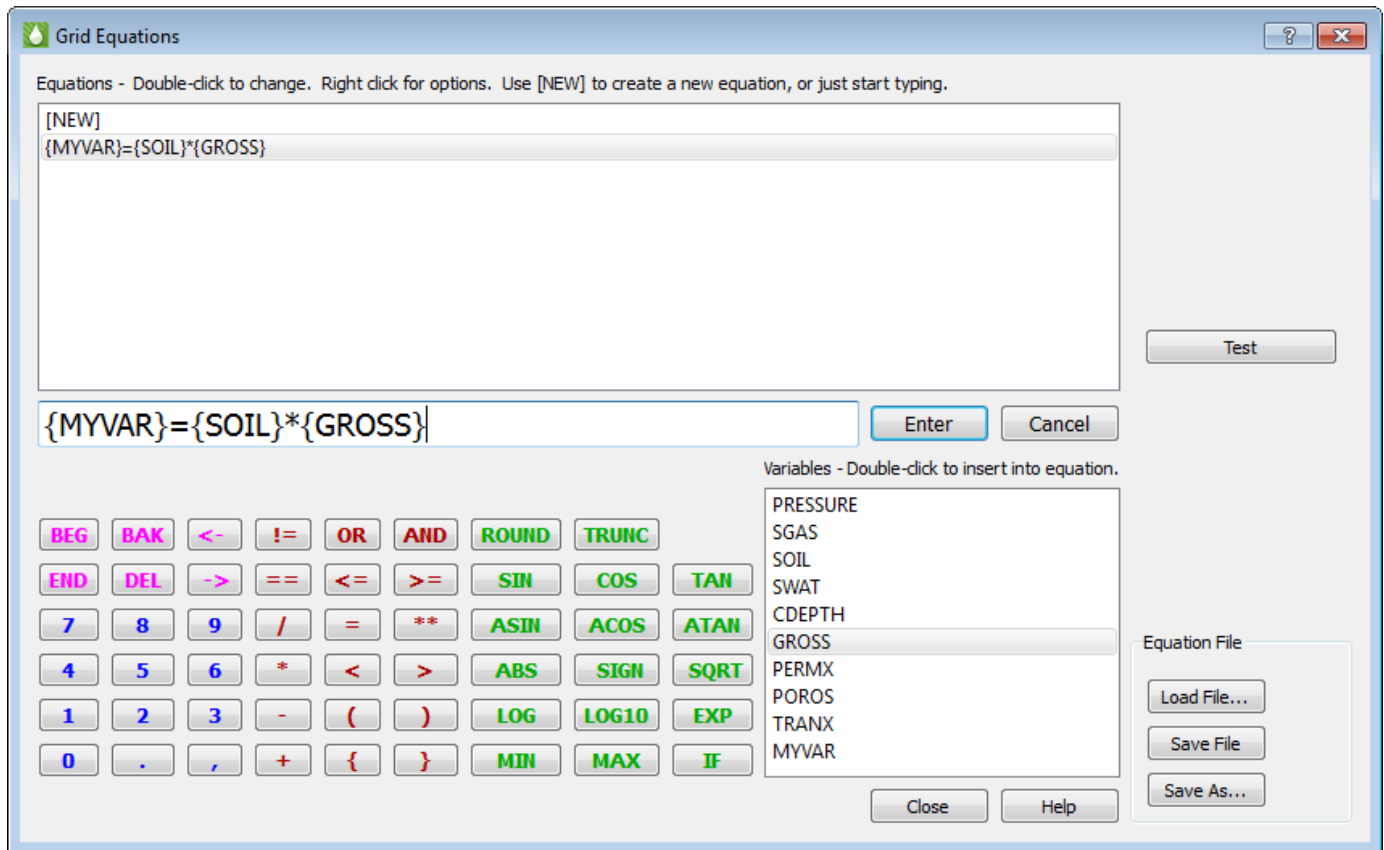 Grid Equations
Equations - Double-click to change. Right click for options. Use [NEW] to create a new equation, or just start typing.
[NEW]
{MYVAR}={SOIL}*{GROSS}
Test
{MYVAR}={SOIL}*{GROSS}
Enter
Cancel
Variables - Double-click to insert into equation.
PRESSURE
SGAS
SOIL
SWAT
CDEPTH
GROSS
PERMX
POROS
TRANX
MYVAR
BEG BAK <- != OR AND ROUND TRUNC
END DEL -> == <= >= SIN COS TAN
7 8 9 / = ** ASIN ACOS ATAN
4 5 6 * < > ABS SIGN SQRT
1 2 3 - ( ) LOG LOG10 EXP
0 . , + { } MIN MAX IF
Equation File
Load File...
Save File
Save As...
Close
Help